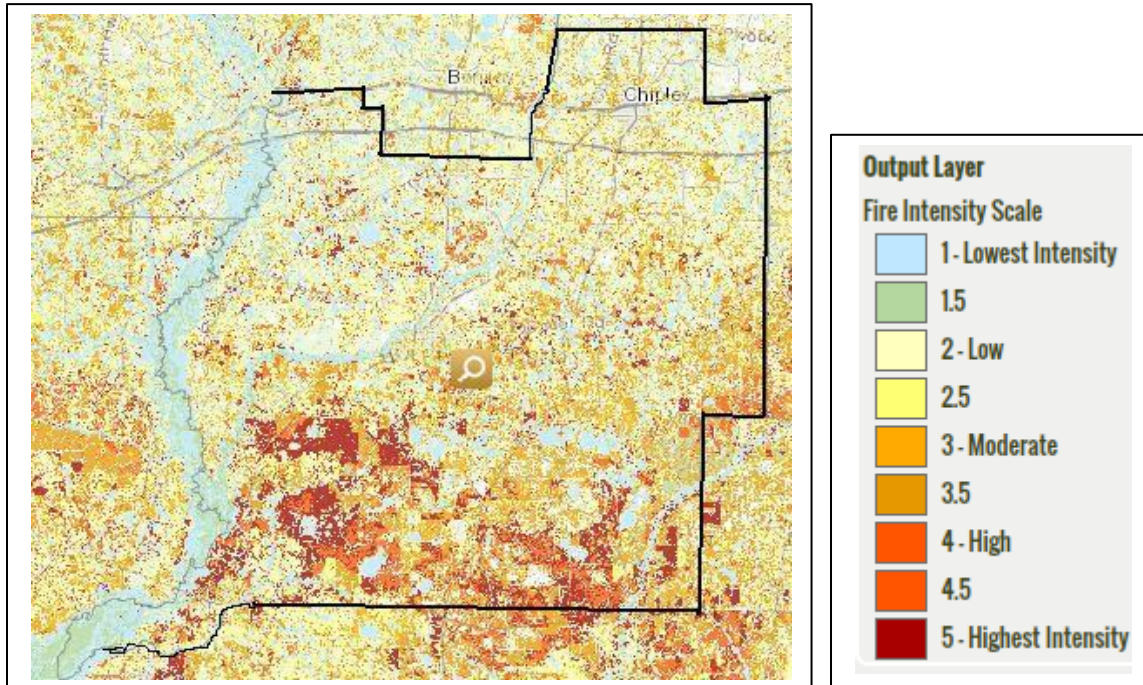 Chipley
Output Layer
Fire Intensity Scale
1 - Lowest Intensity
1.5
2 - Low
2.5
3 - Moderate
3.5
4 - High
4.5
5 - Highest Intensity